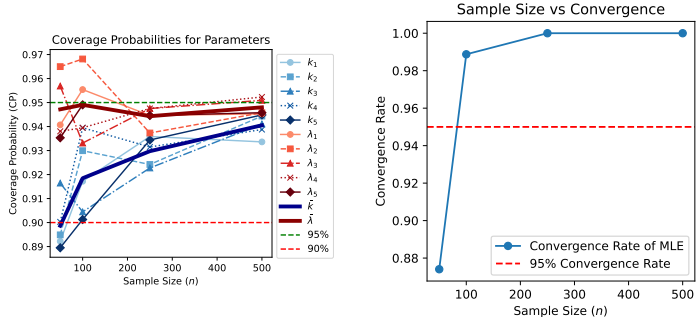 Coverage Probabilities for Parameters
Coverage Probability (CP)
0.97
0.96
0.95
0.94
0.93
0.92
0.91
0.90
0.89
100
200
300
400
500
Sample Size (n)
k₁
k₂
k₃
k₄
k₅
λ₁
λ₂
λ₃
λ₄
λ₅
k̄
λ̄
95%
90%
Sample Size vs Convergence
Convergence Rate
1.00
0.98
0.96
0.94
0.92
0.90
0.88
100
200
300
400
500
Sample Size (n)
Convergence Rate of MLE
95% Convergence Rate